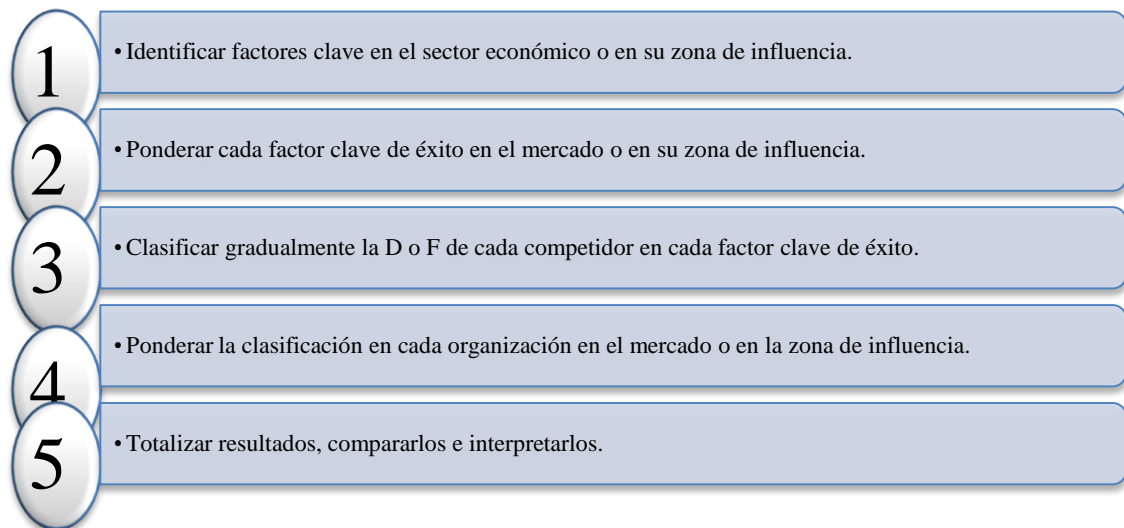 1
• Identificar factores clave en el sector económico o en su zona de influencia.
2
• Ponderar cada factor clave de éxito en el mercado o en su zona de influencia.
3
• Clasificar gradualmente la D o F de cada competidor en cada factor clave de éxito.
4
• Ponderar la clasificación en cada organización en el mercado o en la zona de influencia.
5
• Totalizar resultados, compararlos e interpretarlos.